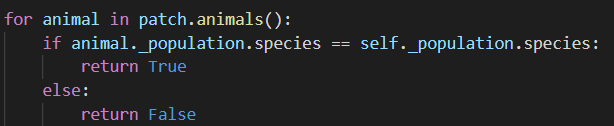 for animal in patch.animals():
    if animal._population.species == self._population.species:
        return True
    else:
        return False